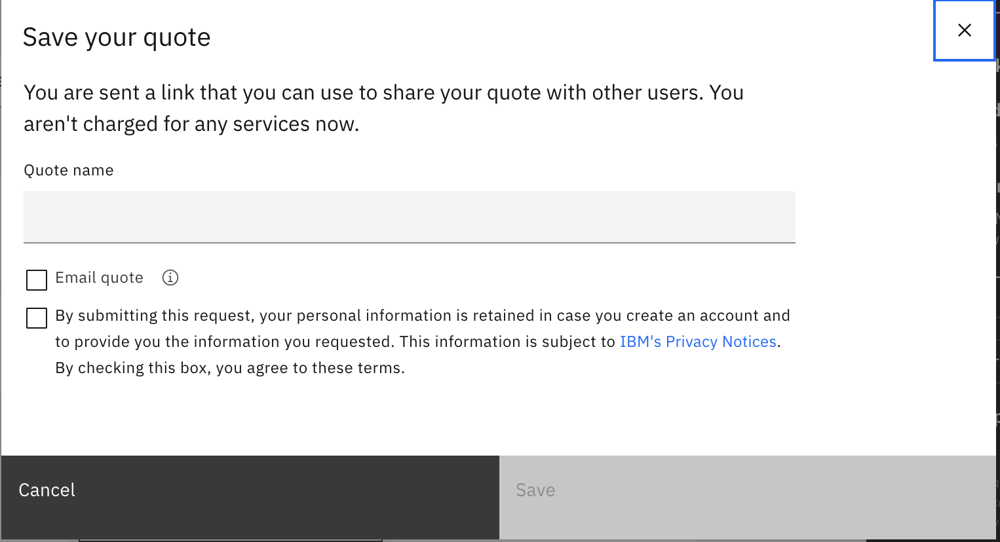 Save your quote
You are sent a link that you can use to share your quote with other users. You
aren't charged for any services now.
Quote name
Email quote
By submitting this request, your personal information is retained in case you create an account and
to provide you the information you requested. This information is subject to IBM's Privacy Notices.
By checking this box, you agree to these terms.
Cancel
Save